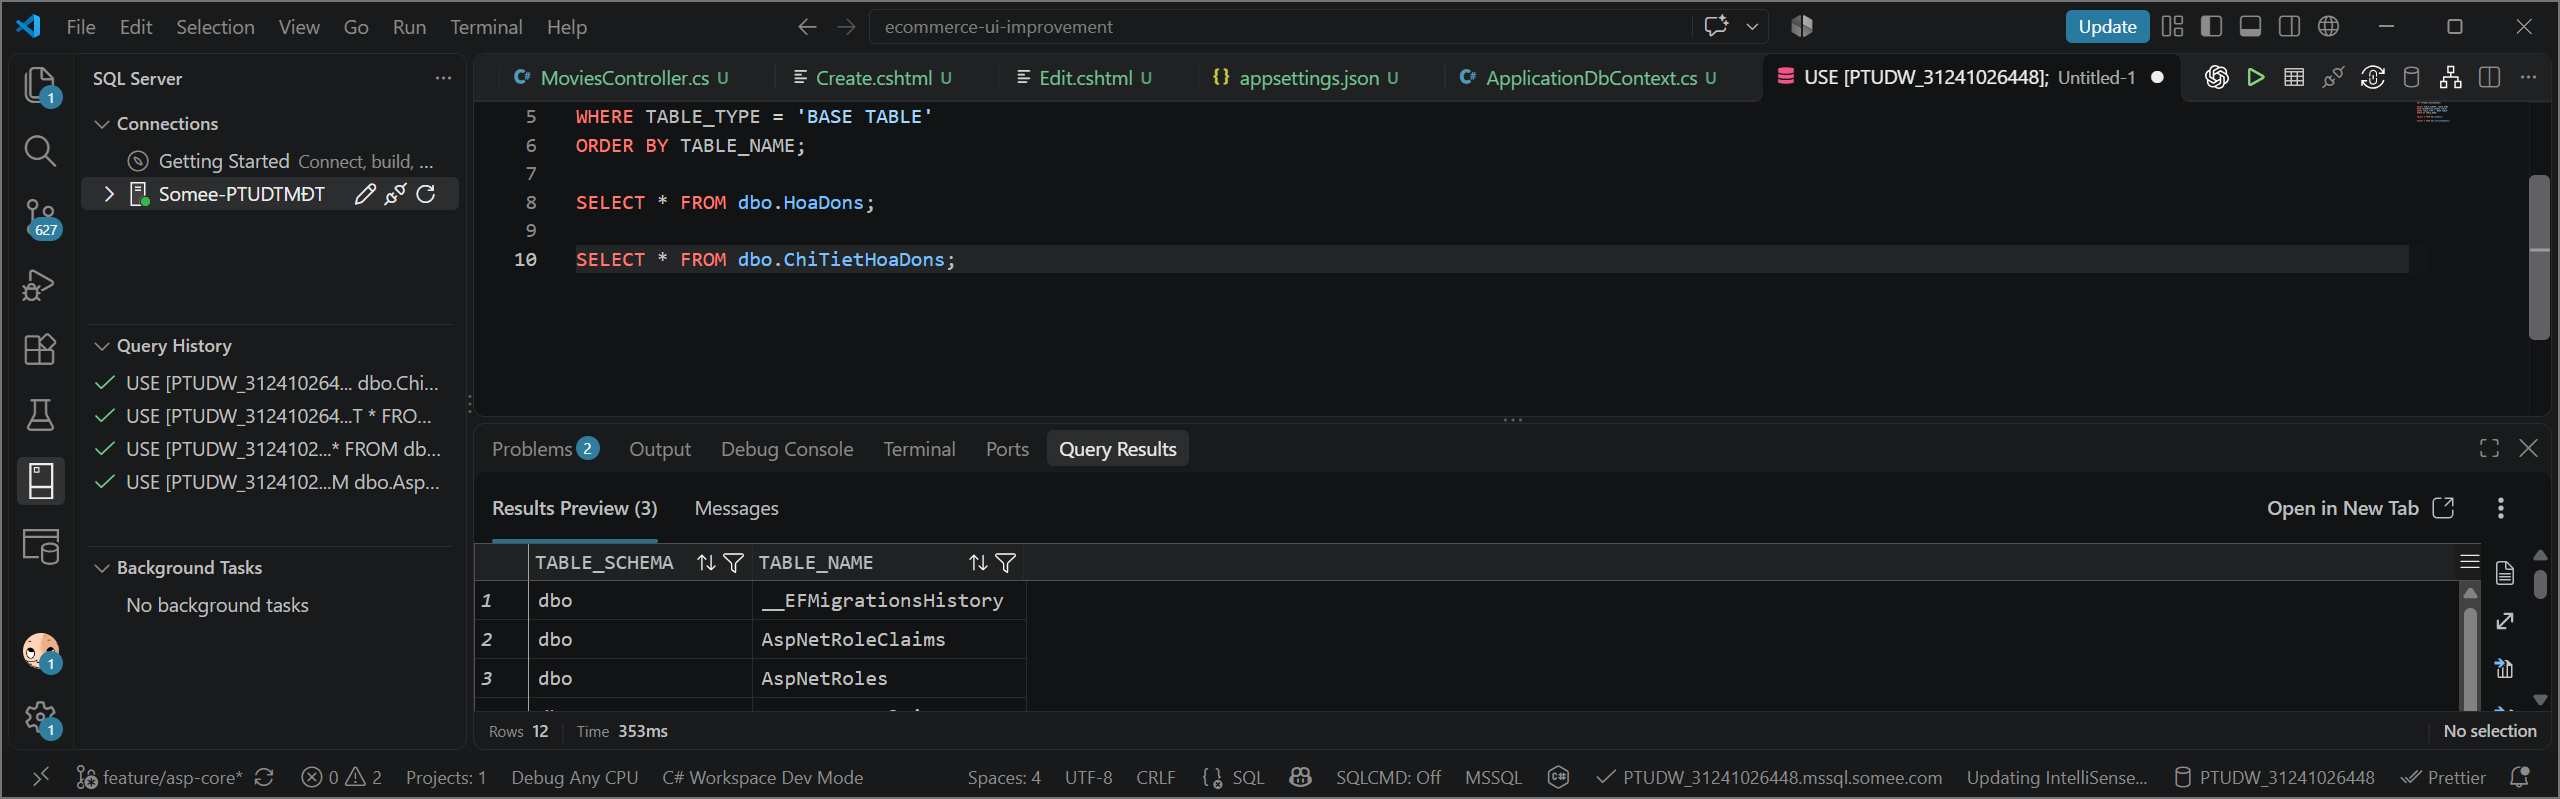 File Edit Selection View Go Run Terminal Help
ecommerce-ui-improvement
Update
SQL Server
MoviesController.cs U
Create.cshtml U
Edit.cshtml U
{} appsettings.json U
ApplicationDbContext.cs U
USE [PTUDW_31241026448]; Untitled-1
1
Connections
Getting Started Connect, build, ...
Somee-PTUDTMĐT
627
5 WHERE TABLE_TYPE = 'BASE TABLE'
6 ORDER BY TABLE_NAME;
7
8 SELECT * FROM dbo.HoaDons;
9
10 SELECT * FROM dbo.ChiTietHoaDons;
Query History
USE [PTUDW_312410264... dbo.Chi...
USE [PTUDW_312410264...T * FRO...
USE [PTUDW_3124102...* FROM db...
USE [PTUDW_3124102...M dbo.Asp...
Background Tasks
No background tasks
1
1
Problems 2 Output Debug Console Terminal Ports Query Results
Results Preview (3) Messages
Open in New Tab
TABLE_SCHEMA TABLE_NAME
1 dbo __EFMigrationsHistory
2 dbo AspNetRoleClaims
3 dbo AspNetRoles
Rows 12 Time 353ms
No selection
feature/asp-core* 0 2 Projects: 1 Debug Any CPU C# Workspace Dev Mode
Spaces: 4 UTF-8 CRLF SQL SQLCMD: Off MSSQL PTUDW_31241026448.mssql.somee.com Updating IntelliSense... PTUDW_31241026448 Prettier